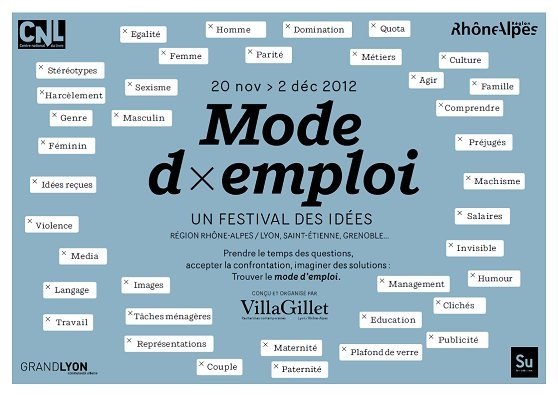 CNL
Centre national du livre
× Egalité
× Homme
× Domination
× Quota
Région
RhôneAlpes
× Femme
× Parité
× Métiers
× Culture
× Stéréotypes
× Sexisme
× Agir
× Famille
× Harcèlement
× Comprendre
× Genre
× Masculin
20 nov > 2 déc 2012
Mode
d×emploi
UN FESTIVAL DES IDÉES
RÉGION RHÔNE-ALPES / LYON, SAINT-ÉTIENNE, GRENOBLE...
× Féminin
× Préjugés
× Idées reçues
× Machisme
× Violence
× Salaires
× Media
× Invisible
Prendre le temps des questions,
accepter la confrontation, imaginer des solutions :
Trouver le mode d'emploi.
× Langage
× Images
× Management
× Humour
CONÇU ET ORGANISÉ PAR
VillaGillet
× Clichés
× Travail
× Tâches ménagères
× Education
× Représentations
× Maternité
× Plafond de verre
× Publicité
GRANDLYON
communauté urbaine
× Couple
× Paternité
Su